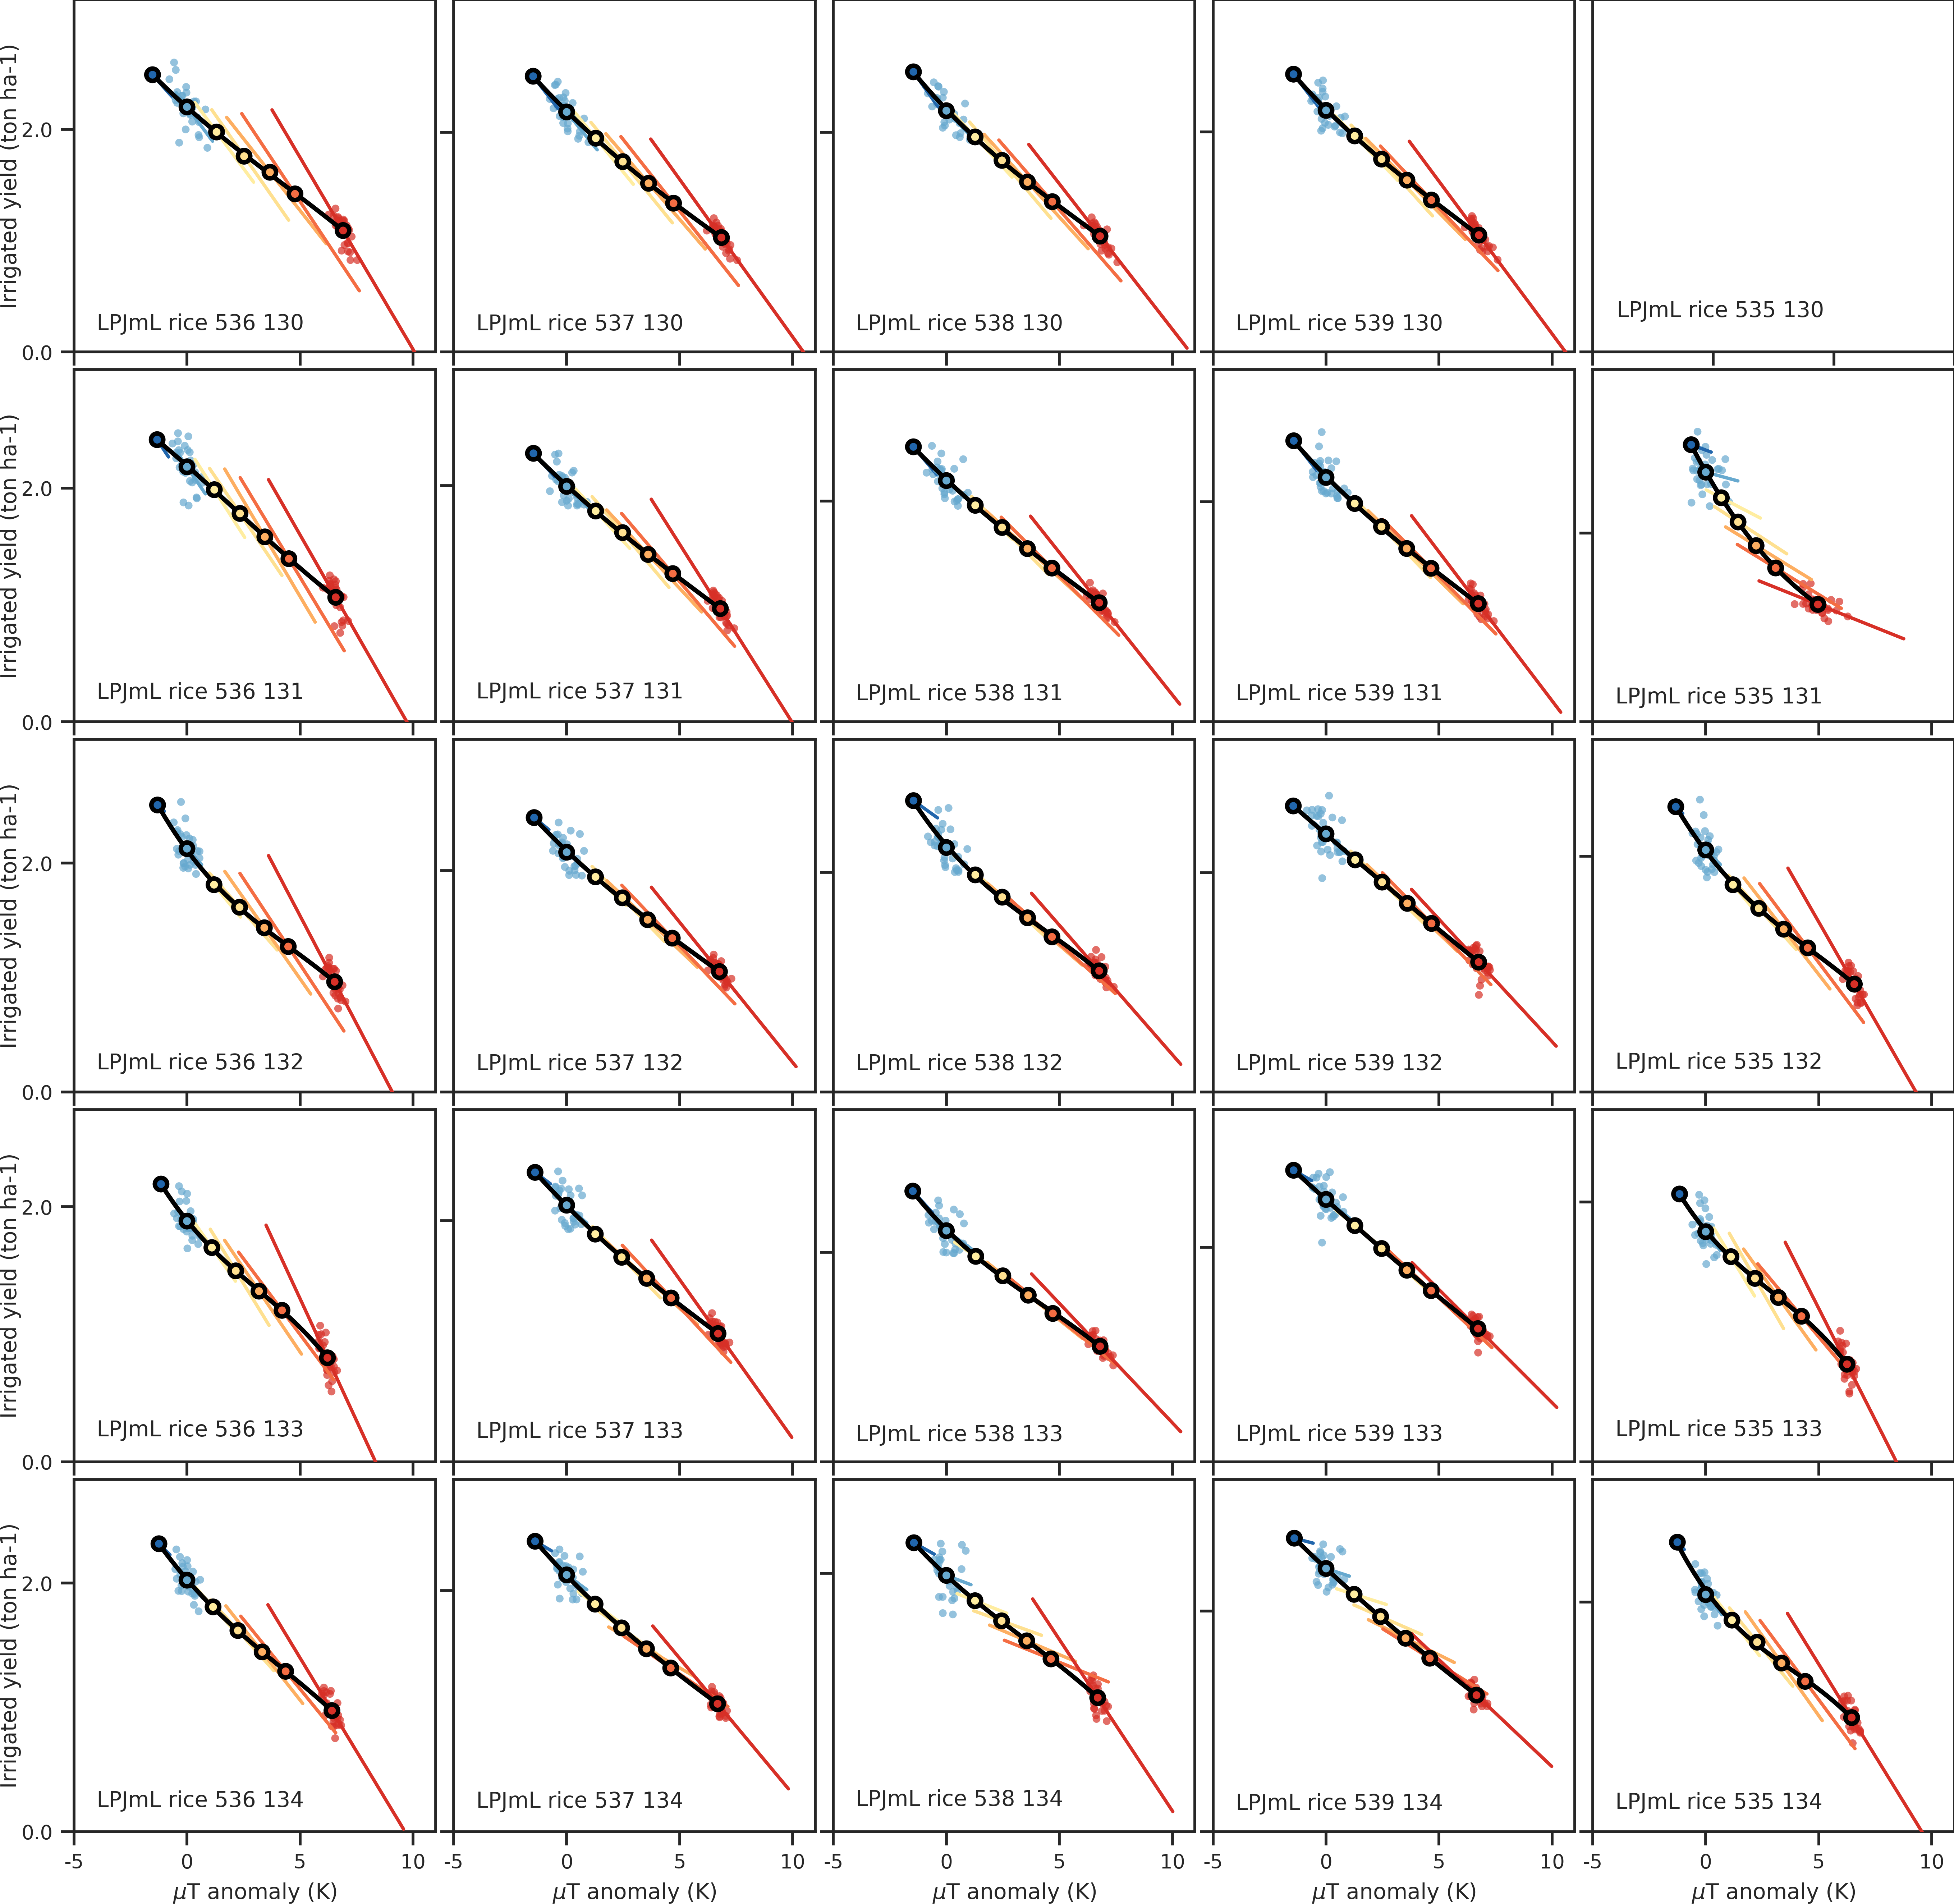 Irrigated yield (ton ha-1)
2.0
0.0
LPJmL rice 536 130
LPJmL rice 537 130
LPJmL rice 538 130
LPJmL rice 539 130
LPJmL rice 535 130
Irrigated yield (ton ha-1)
2.0
0.0
LPJmL rice 536 131
LPJmL rice 537 131
LPJmL rice 538 131
LPJmL rice 539 131
LPJmL rice 535 131
Irrigated yield (ton ha-1)
2.0
0.0
LPJmL rice 536 132
LPJmL rice 537 132
LPJmL rice 538 132
LPJmL rice 539 132
LPJmL rice 535 132
Irrigated yield (ton ha-1)
2.0
0.0
LPJmL rice 536 133
LPJmL rice 537 133
LPJmL rice 538 133
LPJmL rice 539 133
LPJmL rice 535 133
Irrigated yield (ton ha-1)
2.0
0.0
LPJmL rice 536 134
LPJmL rice 537 134
LPJmL rice 538 134
LPJmL rice 539 134
LPJmL rice 535 134
-5 0 5 10 -5 0 5 10 -5 0 5 10 -5 0 5 10 -5 0 5 10
μT anomaly (K) μT anomaly (K) μT anomaly (K) μT anomaly (K) μT anomaly (K)